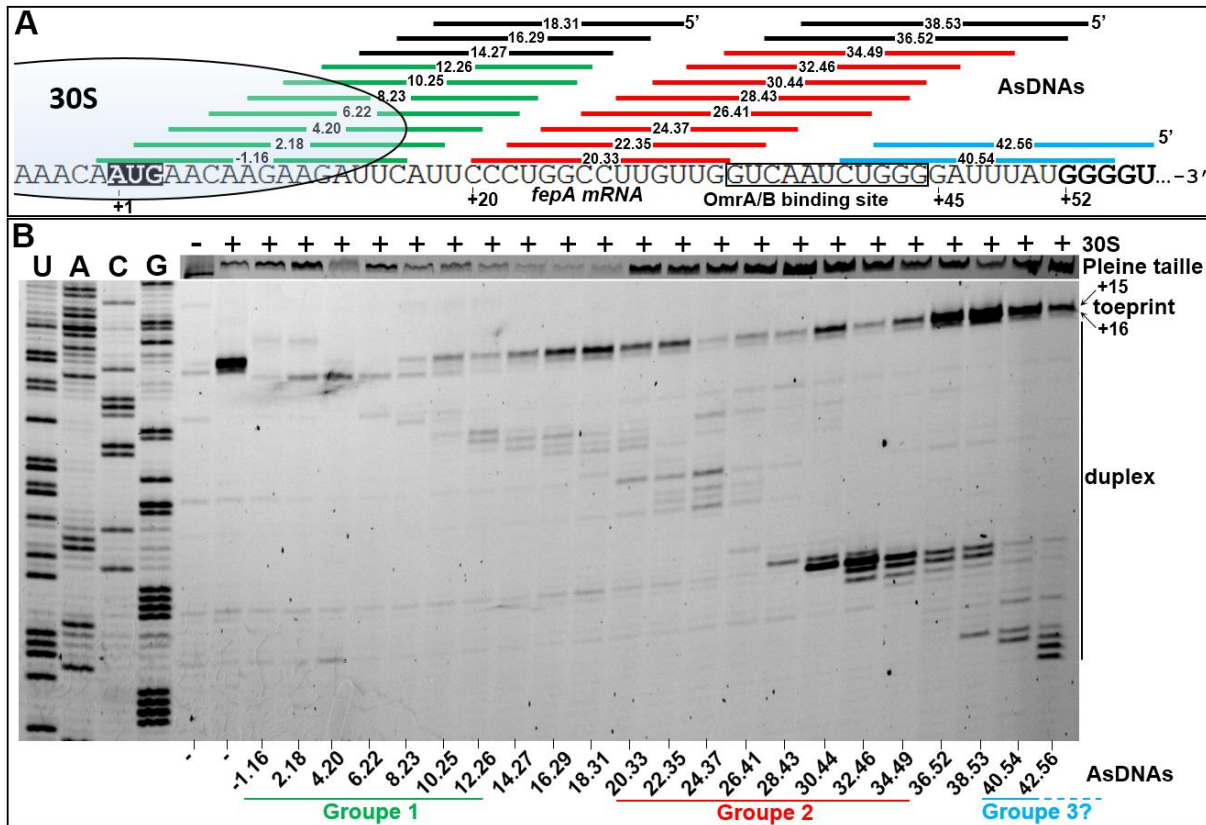 A
18.31 5’ 38.53 5’
16.29 36.52
14.27 34.49
12.26 32.46
10.25 30.44 AsDNAs
30S 8.23 28.43
6.22 26.41
4.20 24.37
2.18 22.35 42.56 5’
-1.16 20.33 40.54
AAACAAUGAACAAGAAGAUUCAUUCCCUGGCCUUGUUGGUCAAUCUGGGGAUUUAUGGGGU...-3’
+1 +20 fepA mRNA OmrA/B binding site +45 +52
B
U A C G - + + + + + + + + + + + + + + + + + + + + + + + 30S
Pleine taille
+15
toeprint
+16
duplex
- - -1.16 2.18 4.20 6.22 8.23 10.25 12.26 14.27 16.29 18.31 20.33 22.35 24.37 26.41 28.43 30.44 32.46 34.49 36.52 38.53 40.54 42.56 AsDNAs
Groupe 1 Groupe 2 Groupe 3?